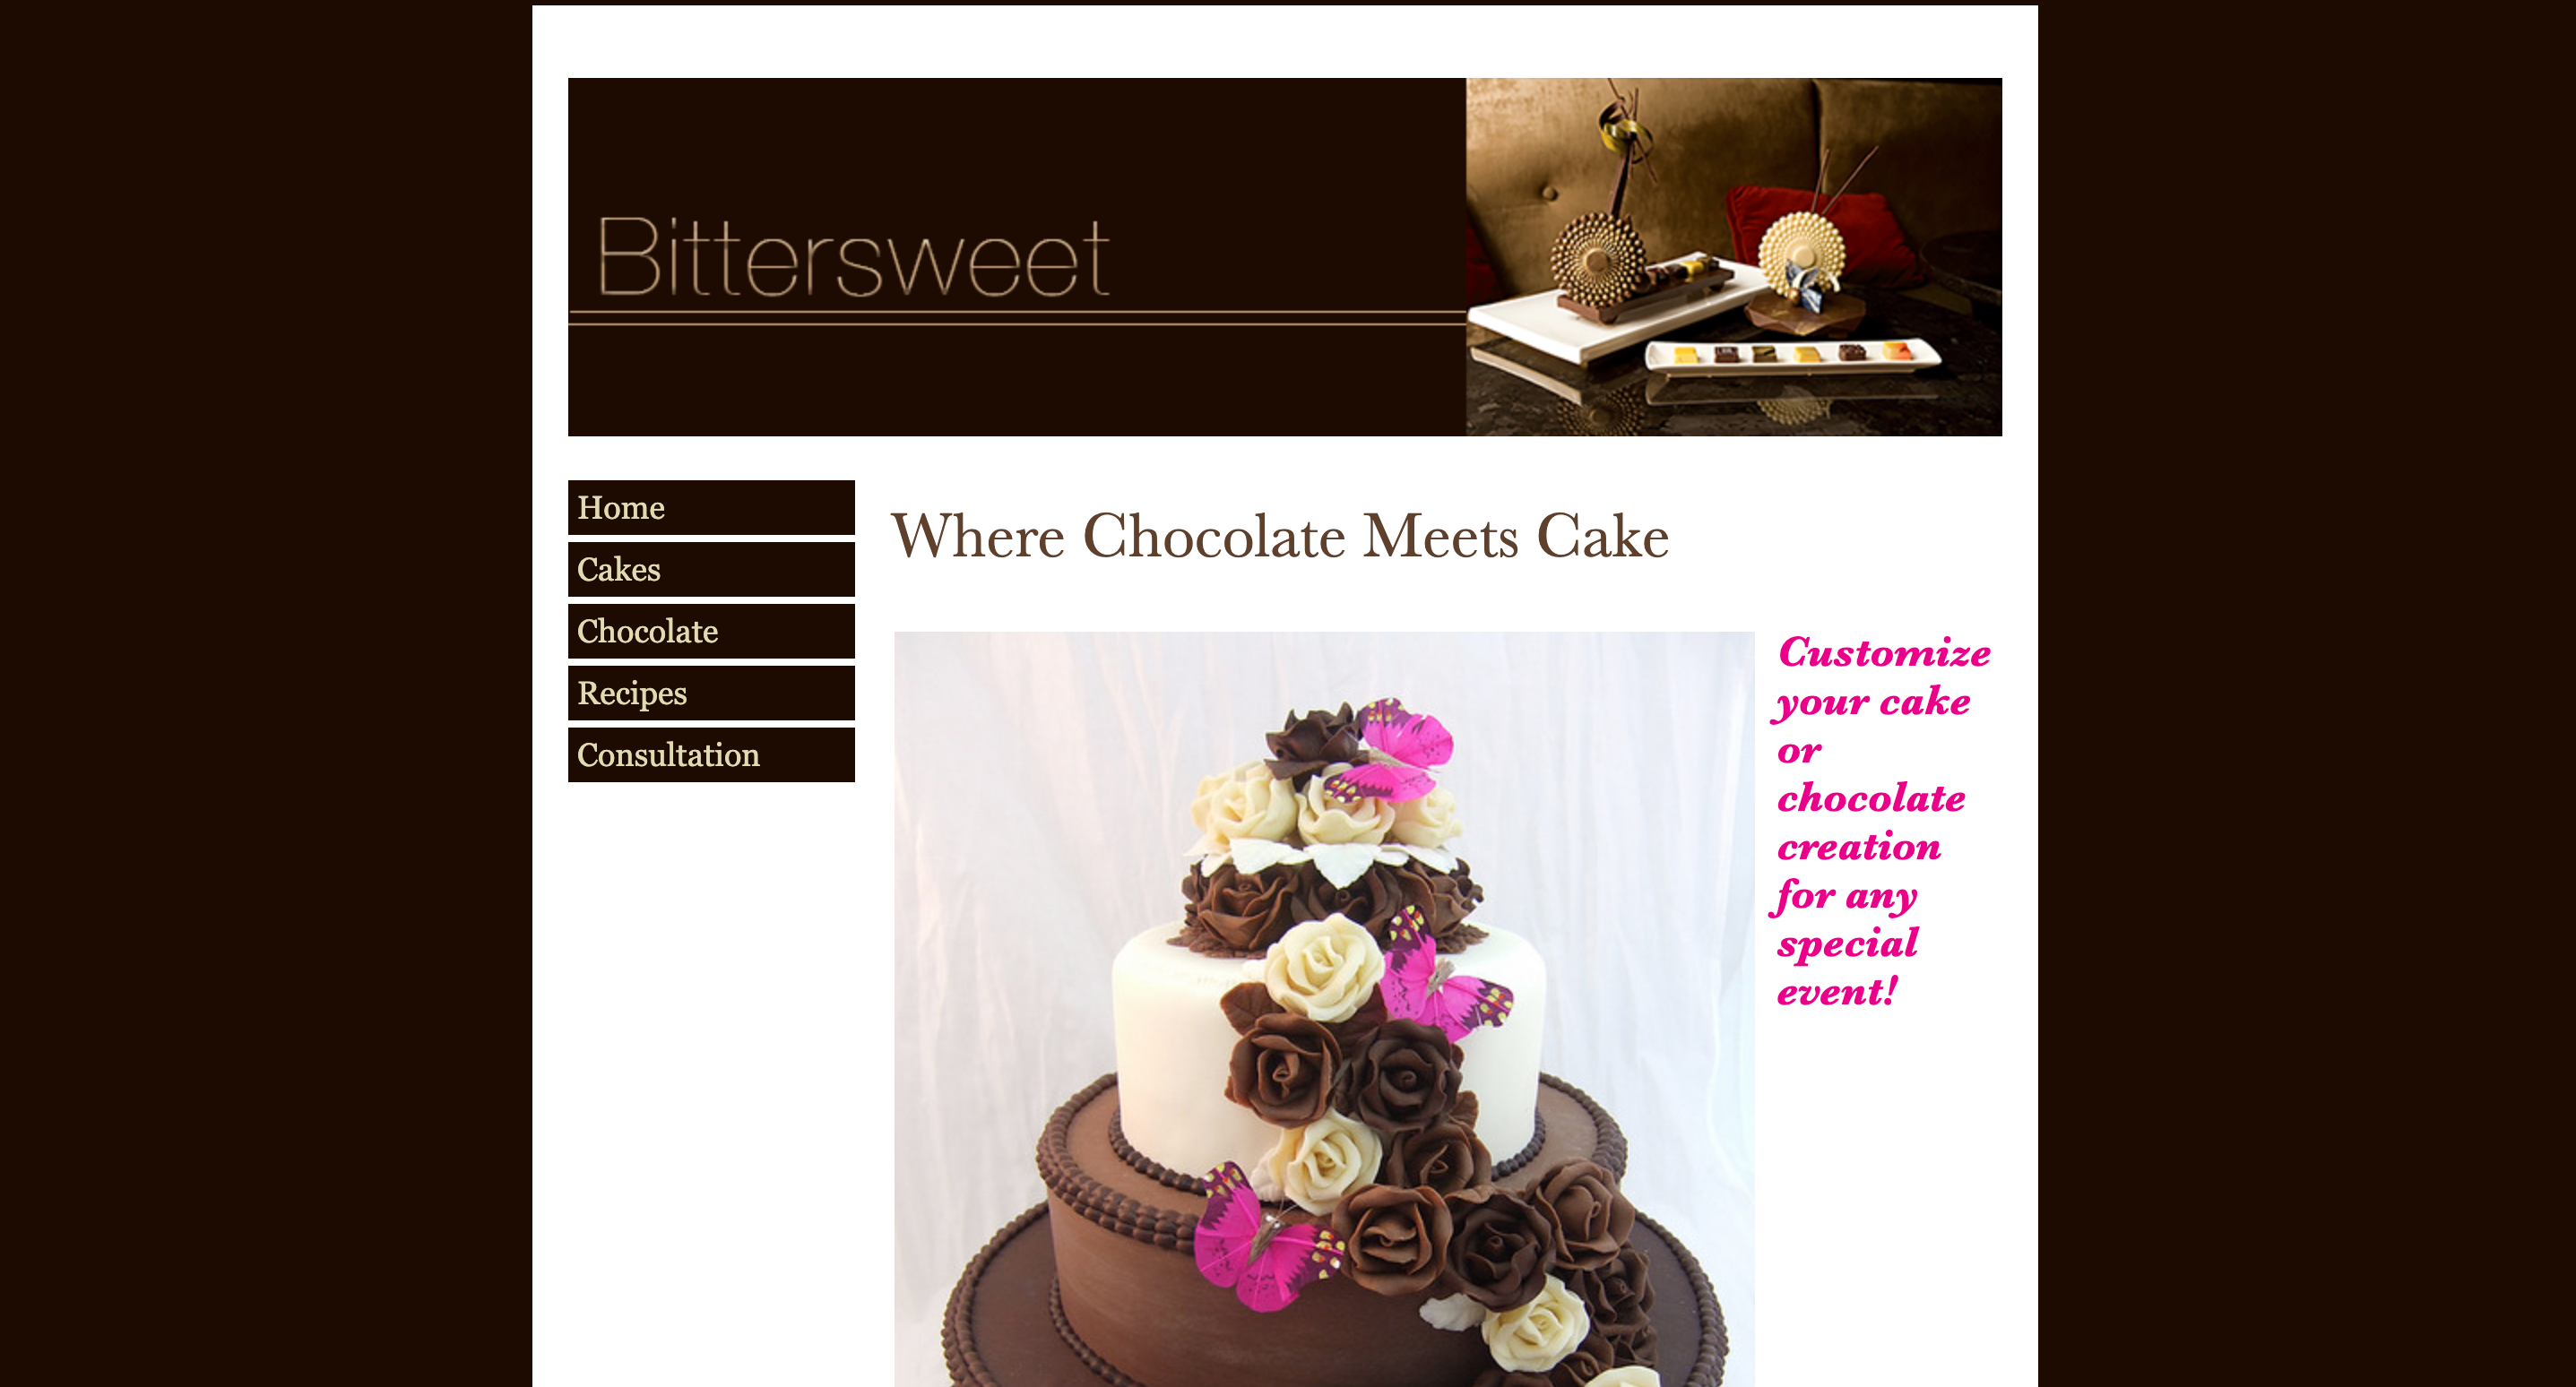 Bittersweet
Home
Cakes
Chocolate
Recipes
Consultation
Where Chocolate Meets Cake
Customize
your cake
or
chocolate
creation
for any
special
event!